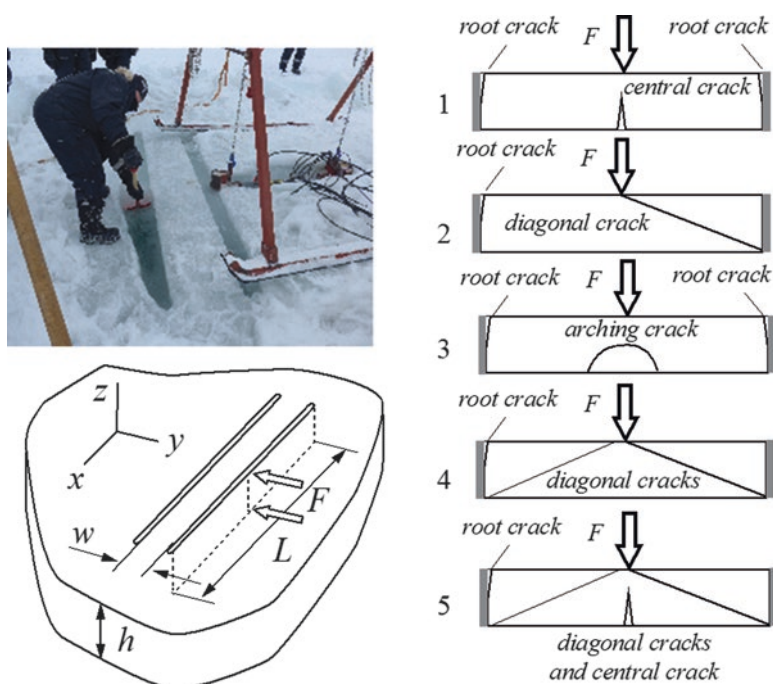 z
y
x
w
F
L
h
root crack F root crack
1 central crack
root crack F
2 diagonal crack
root crack F root crack
3 arching crack
root crack F
4 diagonal cracks
root crack F
5
diagonal cracks
and central crack